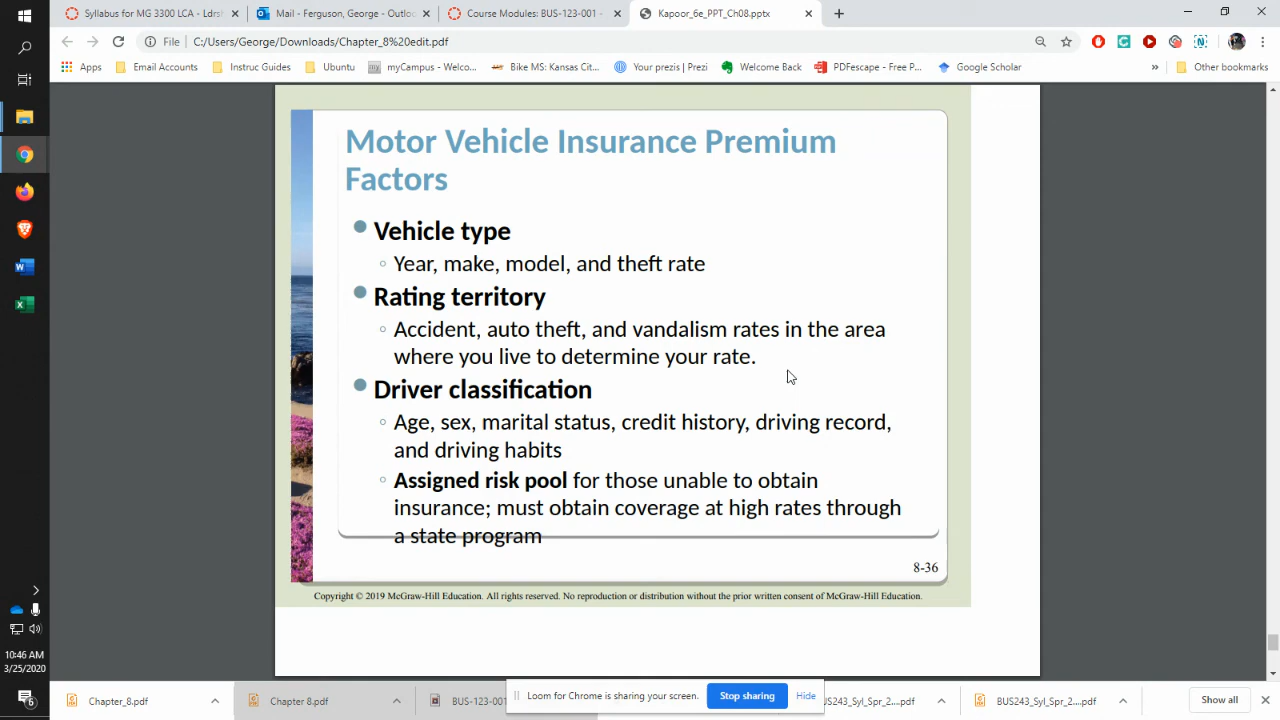 Syllabus for MG 3300 LCA - Ldrst
Mail - Ferguson, George - Outloo
Course Modules: BUS-123-001 -
Kapoor_6e_PPT_Ch08.pptx
File
C:/Users/George/Downloads/Chapter_8%20edit.pdf
Apps
Email Accounts
Instruc Guides
Ubuntu
myCampus - Welco...
Bike MS: Kansas Cit...
Your prezis | Prezi
Welcome Back
PDFescape - Free P...
Google Scholar
»
Other bookmarks
Motor Vehicle Insurance Premium
Factors
Vehicle type
Year, make, model, and theft rate
Rating territory
Accident, auto theft, and vandalism rates in the area
where you live to determine your rate.
Driver classification
Age, sex, marital status, credit history, driving record,
and driving habits
Assigned risk pool for those unable to obtain
insurance; must obtain coverage at high rates through
a state program
8-36
Copyright © 2019 McGraw-Hill Education. All rights reserved. No reproduction or distribution without the prior written consent of McGraw-Hill Education.
10:46 AM
3/25/2020
6
Chapter_8.pdf
Chapter 8.pdf
BUS-123-001
Loom for Chrome is sharing your screen.
Stop sharing
Hide
US243_Syl_Spr_2....pdf
BUS243_Syl_Spr_2....pdf
Show all